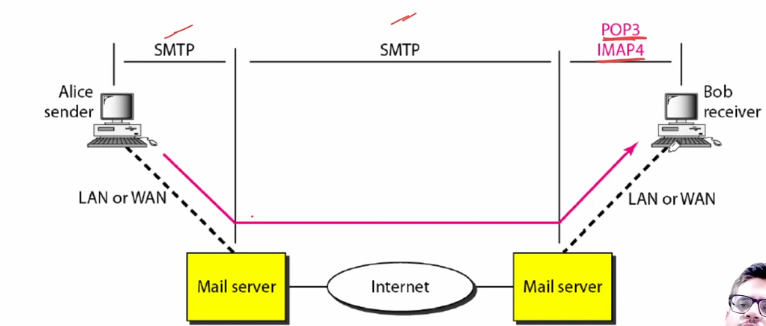 SMTP
SMTP
POP3
IMAP4
Alice
sender
Bob
receiver
LAN or WAN
LAN or WAN
Mail server
Internet
Mail server